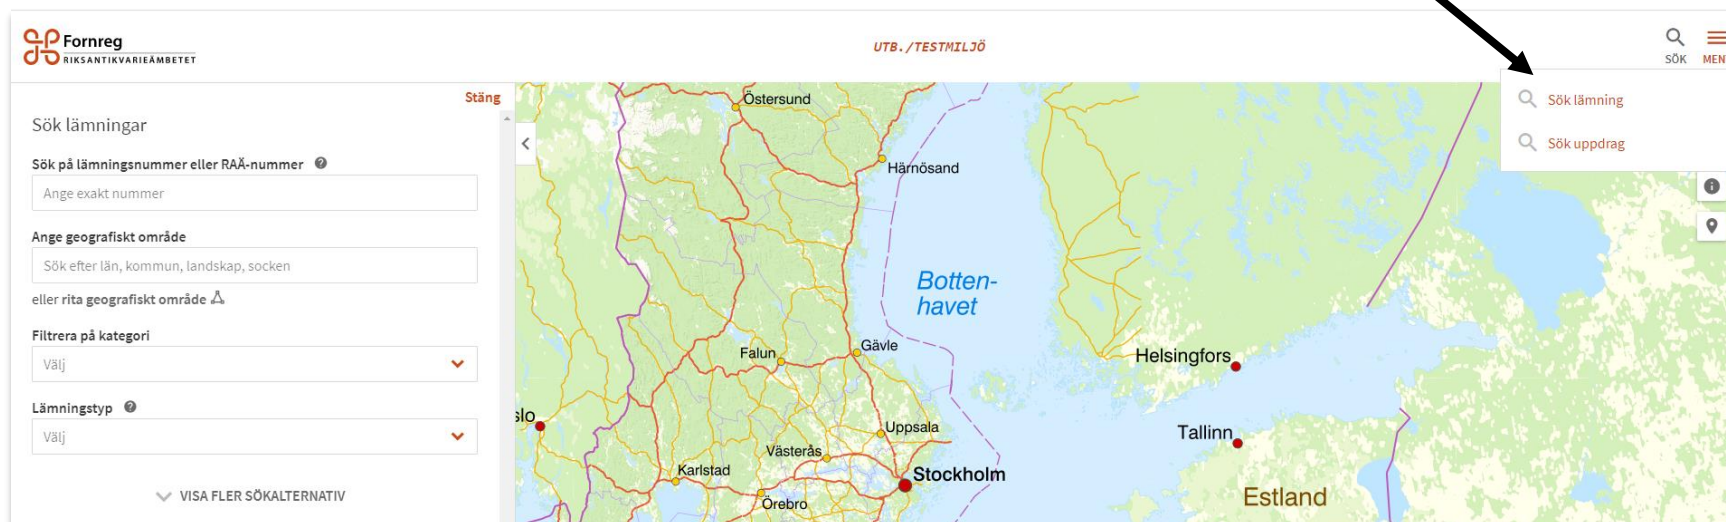 Fornreg
RIKSANTIKVARIEÄMBETET
UTB./TESTMILJÖ
SÖK
MEN
Sök lämning
Sök uppdrag
Stäng
Sök lämningar
Sök på lämningsnummer eller RAÄ-nummer
Ange exakt nummer
Ange geografiskt område
Sök efter län, kommun, landskap, socken
eller rita geografiskt område
Filtrera på kategori
Välj
Lämningstyp
Välj
VISA FLER SÖKALTERNATIV
Östersund
Härnösand
Botten-
havet
Falun
Gävle
Helsingfors
slo
Uppsala
Tallinn
Västerås
Karlstad
Stockholm
Örebro
Estland